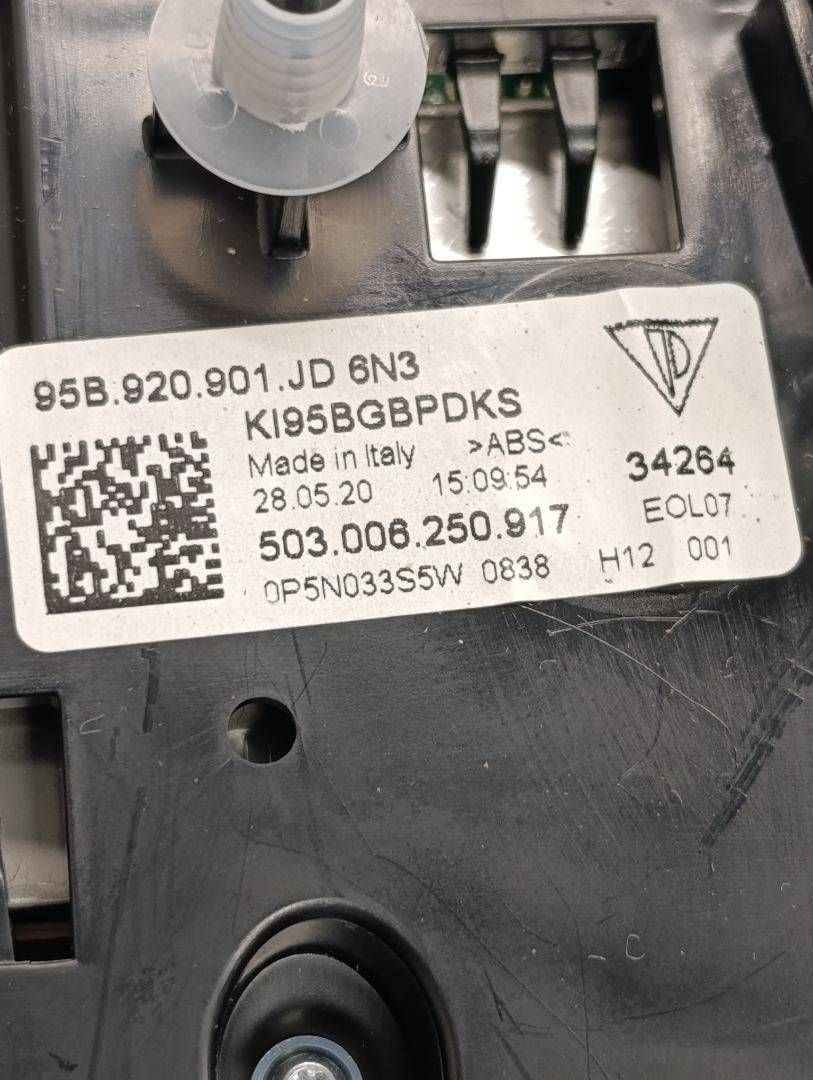 95B.920.901.JD 6N3
KI95BGBPDKS
Made in Italy >ABS<
34264
28.05.20 15:09:54
503.006.250.917 EOL07
0P5N033S5W 0838 H12 001